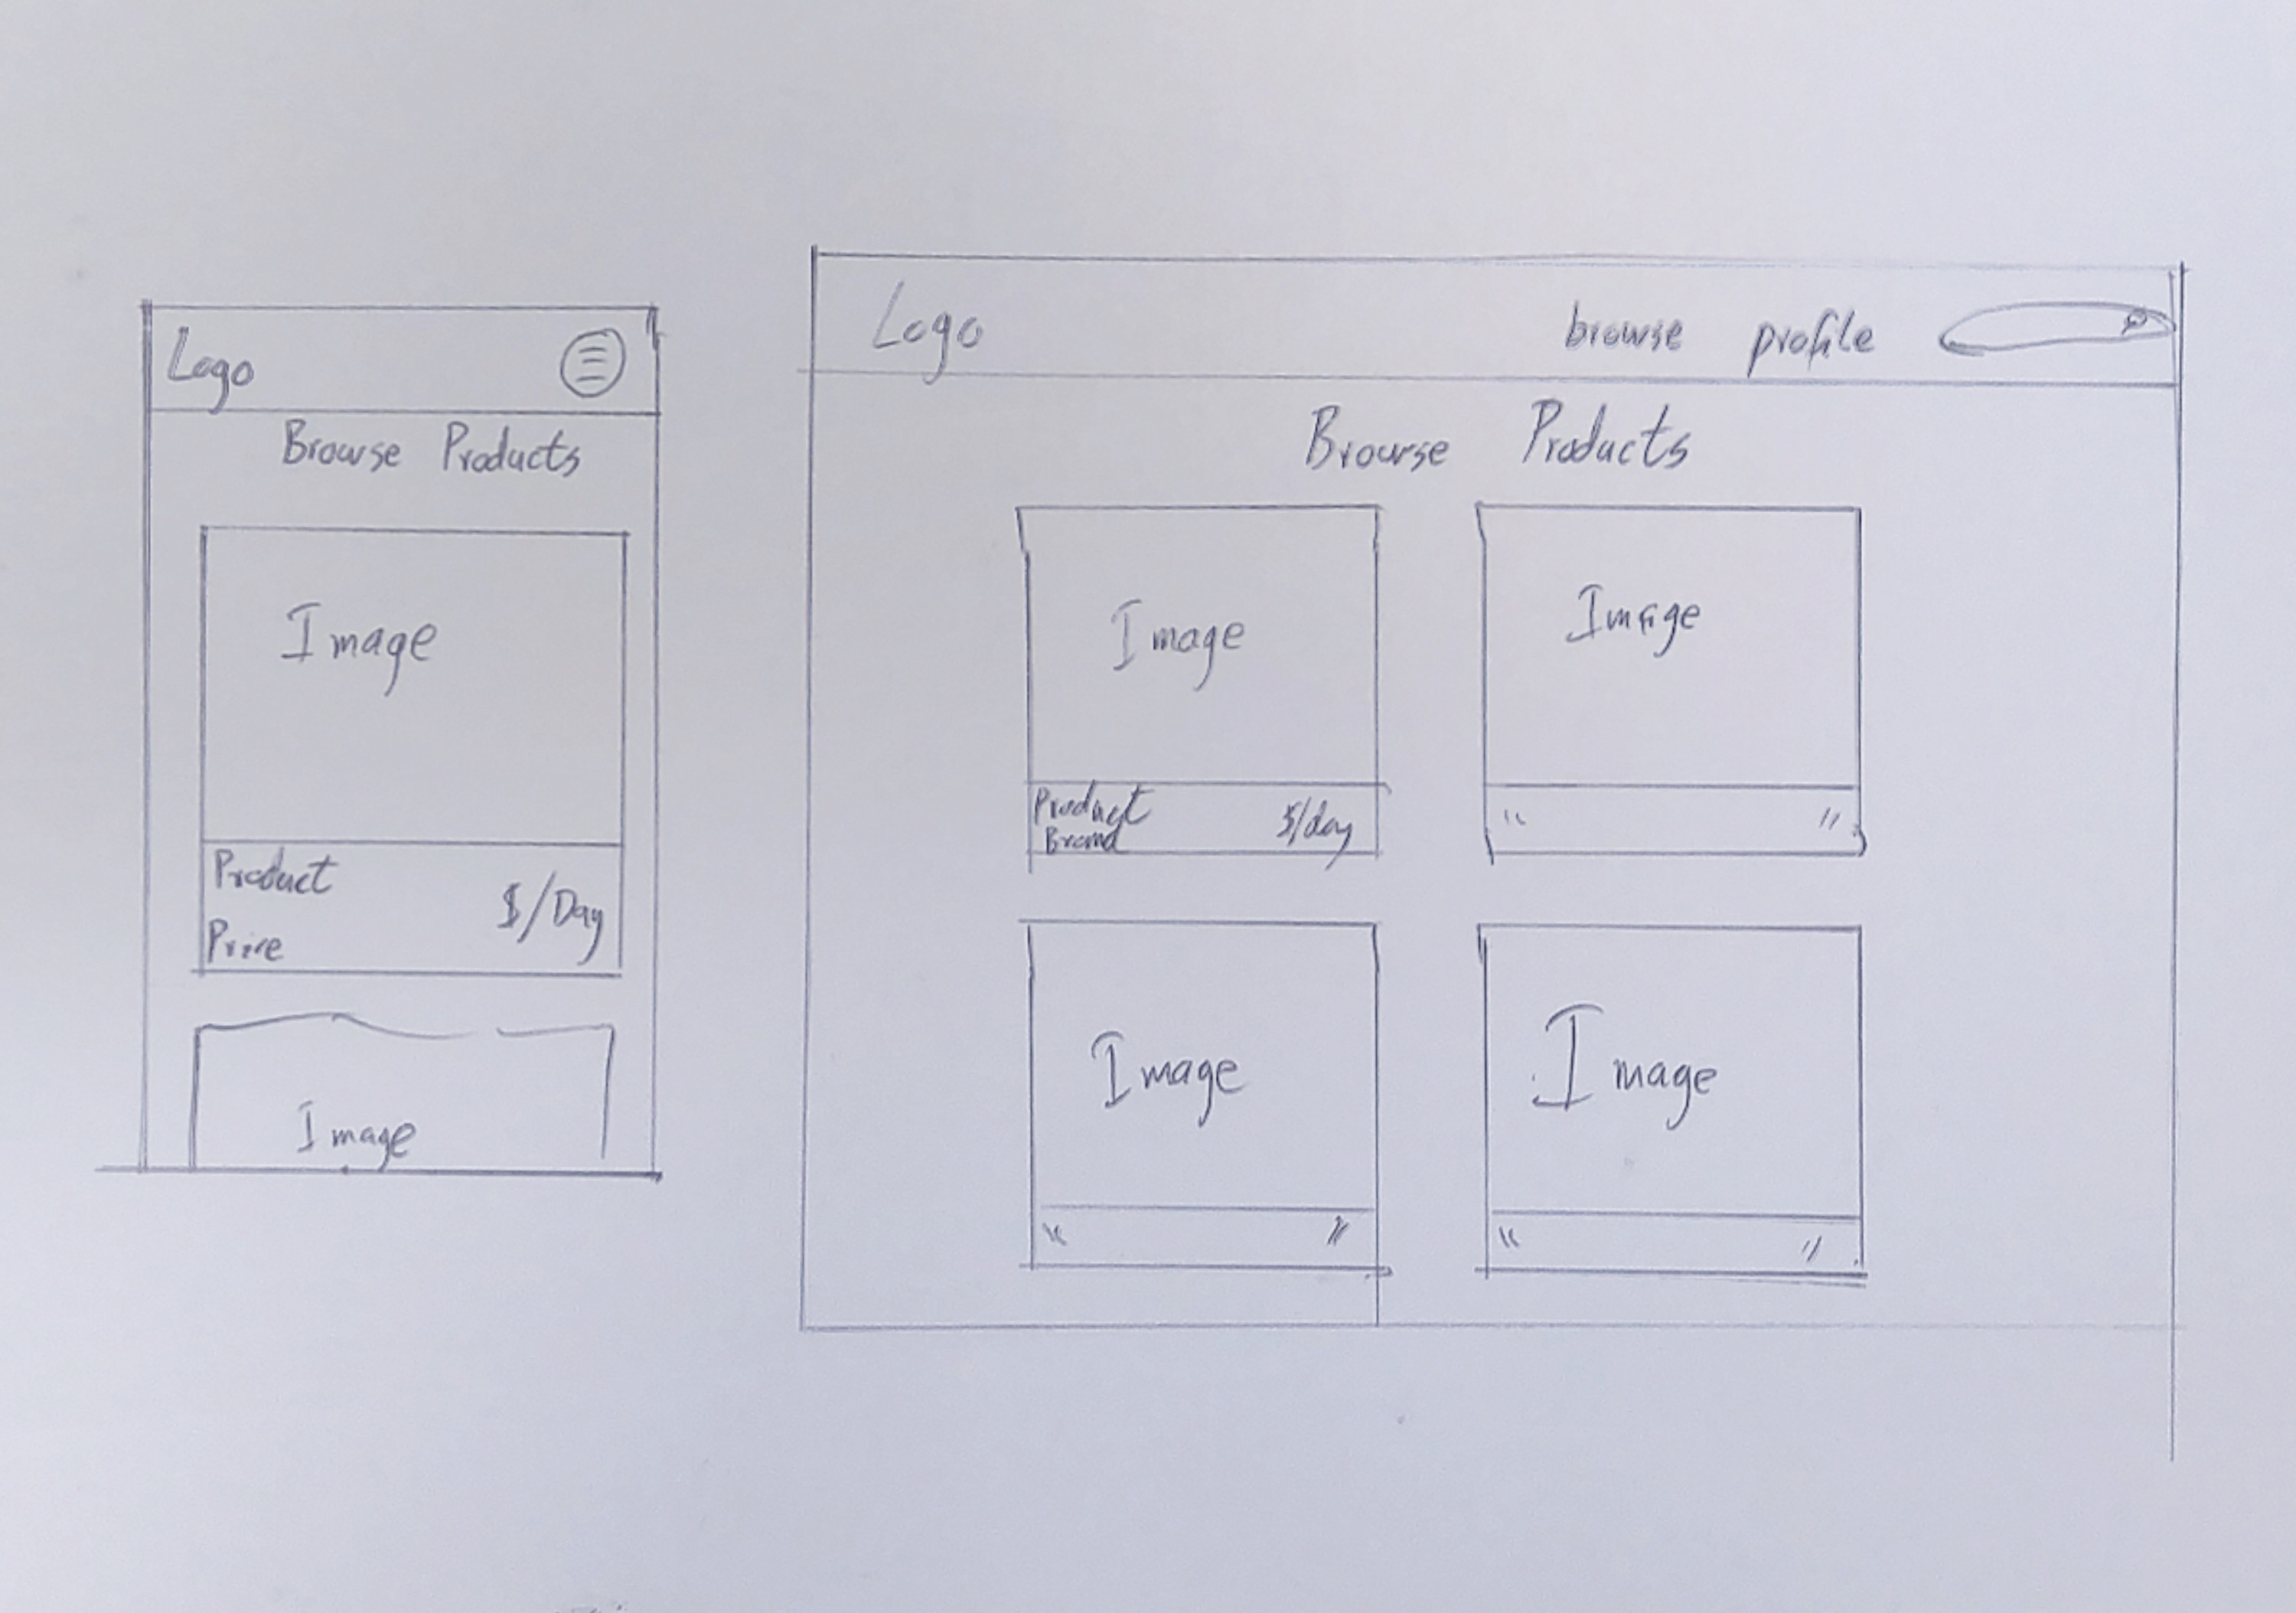 Logo
Browse Products
Image
Product
Price
$/Day
Image
Logo
browse profile
Browse Products
Image
Product
Brand
$/day
Image
" "
Image
" "
Image
" "